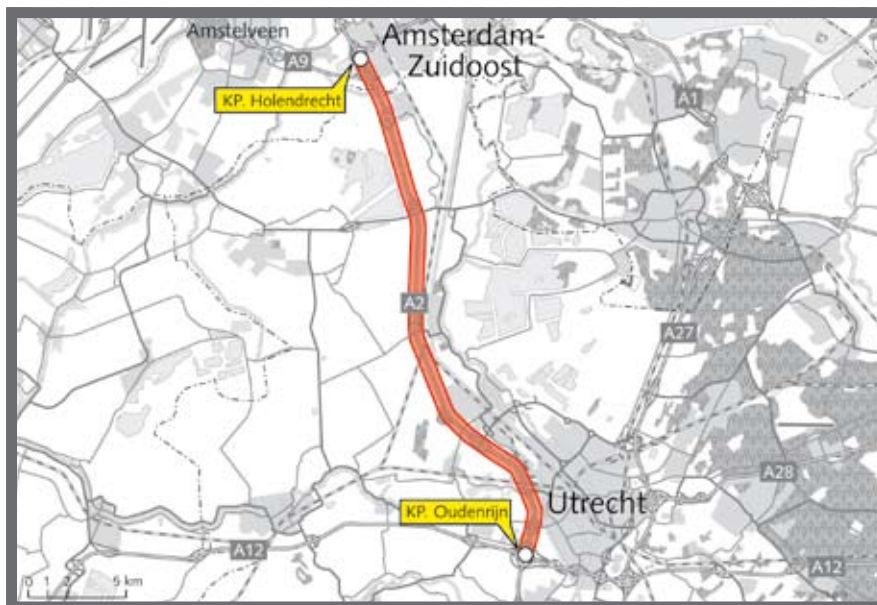 Amstelveen
Amsterdam-
Zuidoost
A9
KP. Holendrecht
A1
A2
A27
A28
Utrecht
KP. Oudenrijn
A12
A12
0 1 2 5 km